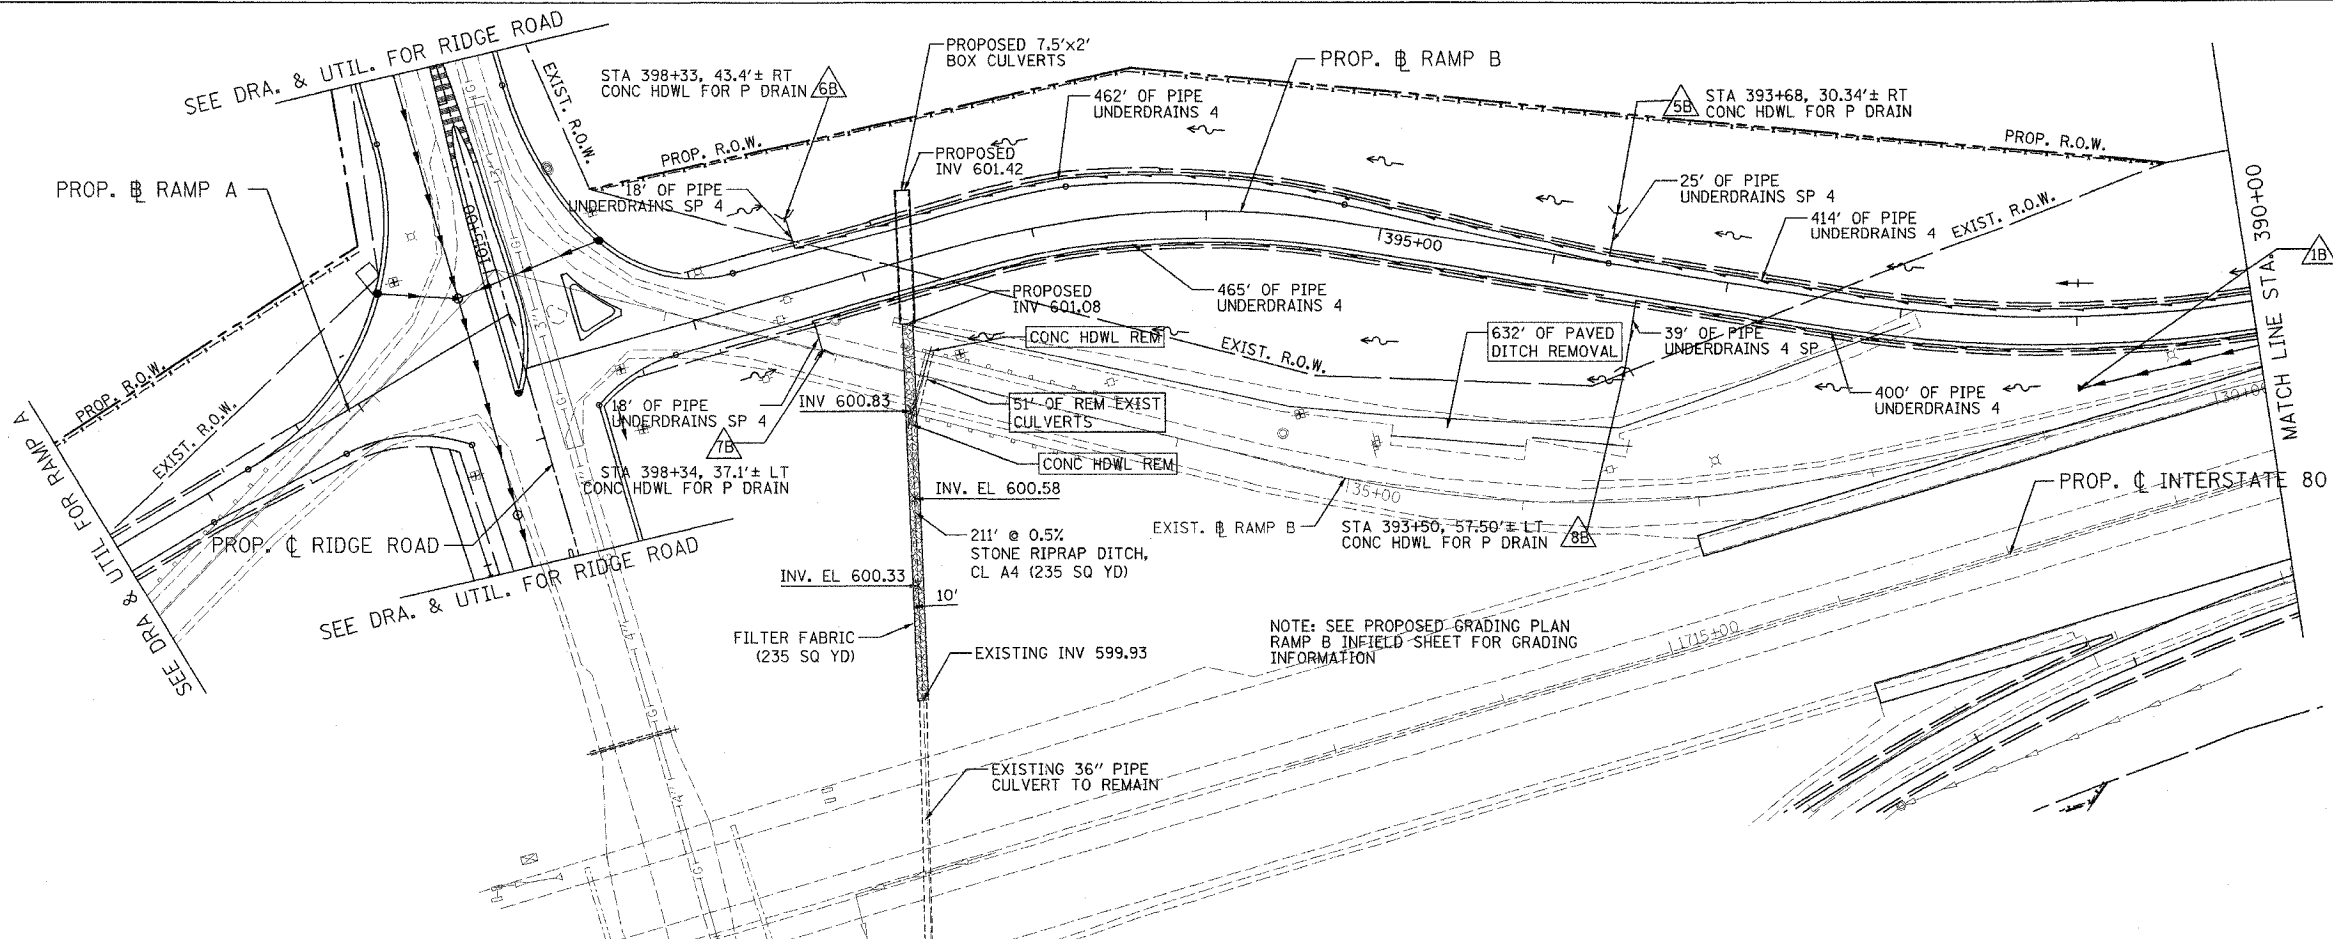 SEE DRA. & UTIL. FOR RIDGE ROAD
EXIST. R.O.W.
STA 398+33, 43.4'± RT
CONC HDWL FOR P DRAIN
6B
PROPOSED 7.5'x2'
BOX CULVERTS
462' OF PIPE
UNDERDRAINS 4
PROP. ℄ RAMP B
5B
STA 393+68, 30.34'± RT
CONC HDWL FOR P DRAIN
PROP. R.O.W.
PROP. R.O.W.
PROPOSED
INV 601.42
PROP. ℄ RAMP A
18' OF PIPE
UNDERDRAINS SP 4
25' OF PIPE
UNDERDRAINS SP 4
414' OF PIPE
UNDERDRAINS 4
EXIST. R.O.W.
395+00
1015+00
1B
MATCH LINE STA. 390+00
PROPOSED
INV 601.08
465' OF PIPE
UNDERDRAINS 4
CONC HDWL REM
EXIST. R.O.W.
632' OF PAVED
DITCH REMOVAL
39' OF PIPE
UNDERDRAINS 4 SP
400' OF PIPE
UNDERDRAINS 4
PROP. R.O.W.
EXIST. R.O.W.
18' OF PIPE
UNDERDRAINS SP 4
7B
STA 398+34, 37.1'± LT
CONC HDWL FOR P DRAIN
INV 600.83
51' OF REM EXIST
CULVERTS
CONC HDWL REM
INV. EL 600.58
135+00
EXIST. ℄ RAMP B
STA 393+50, 57.50'± LT
CONC HDWL FOR P DRAIN
8B
PROP. ℄ INTERSTATE 80
SEE DRA & UTIL FOR RAMP A
PROP. ℄ RIDGE ROAD
SEE DRA. & UTIL. FOR RIDGE ROAD
211' @ 0.5%
STONE RIPRAP DITCH,
CL A4 (235 SQ YD)
INV. EL 600.33
10'
FILTER FABRIC
(235 SQ YD)
EXISTING INV 599.93
NOTE: SEE PROPOSED GRADING PLAN
RAMP B INFIELD SHEET FOR GRADING
INFORMATION
1715+00
EXISTING 36" PIPE
CULVERT TO REMAIN